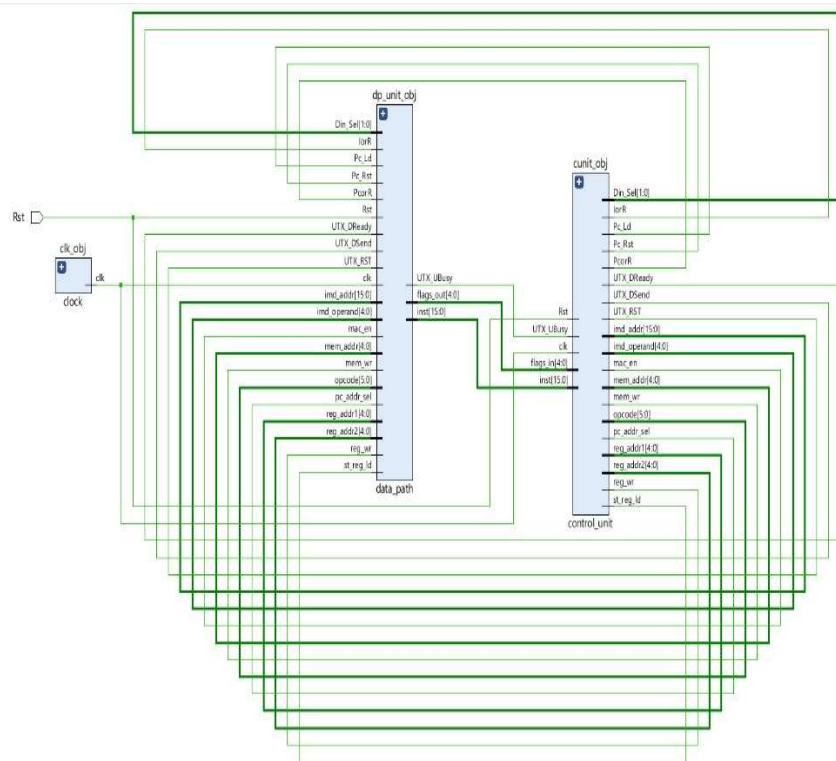 dp_unit_obj
Din_Sel[1:0]
IorR
Pc_Ld
Pc_Rst
PcorR
Rst
UTX_DReady
UTX_DSend
UTX_RST
clk
imd_addr[15:0]
imd_operand[4:0]
mac_en
mem_addr[4:0]
mem_wr
opcode[5:0]
pc_addr_sel
reg_addr1[4:0]
reg_addr2[4:0]
reg_wr
st_reg_ld
UTX_UBusy
flags_out[4:0]
inst[15:0]
data_path
Rst
clk_obj
clk
clock
cunit_obj
Rst
UTX_UBusy
clk
flags_in[4:0]
inst[15:0]
Din_Sel[1:0]
IorR
Pc_Ld
Pc_Rst
PcorR
UTX_DReady
UTX_DSend
UTX_RST
imd_addr[15:0]
imd_operand[4:0]
mac_en
mem_addr[4:0]
mem_wr
opcode[5:0]
pc_addr_sel
reg_addr1[4:0]
reg_addr2[4:0]
reg_wr
st_reg_ld
control_unit